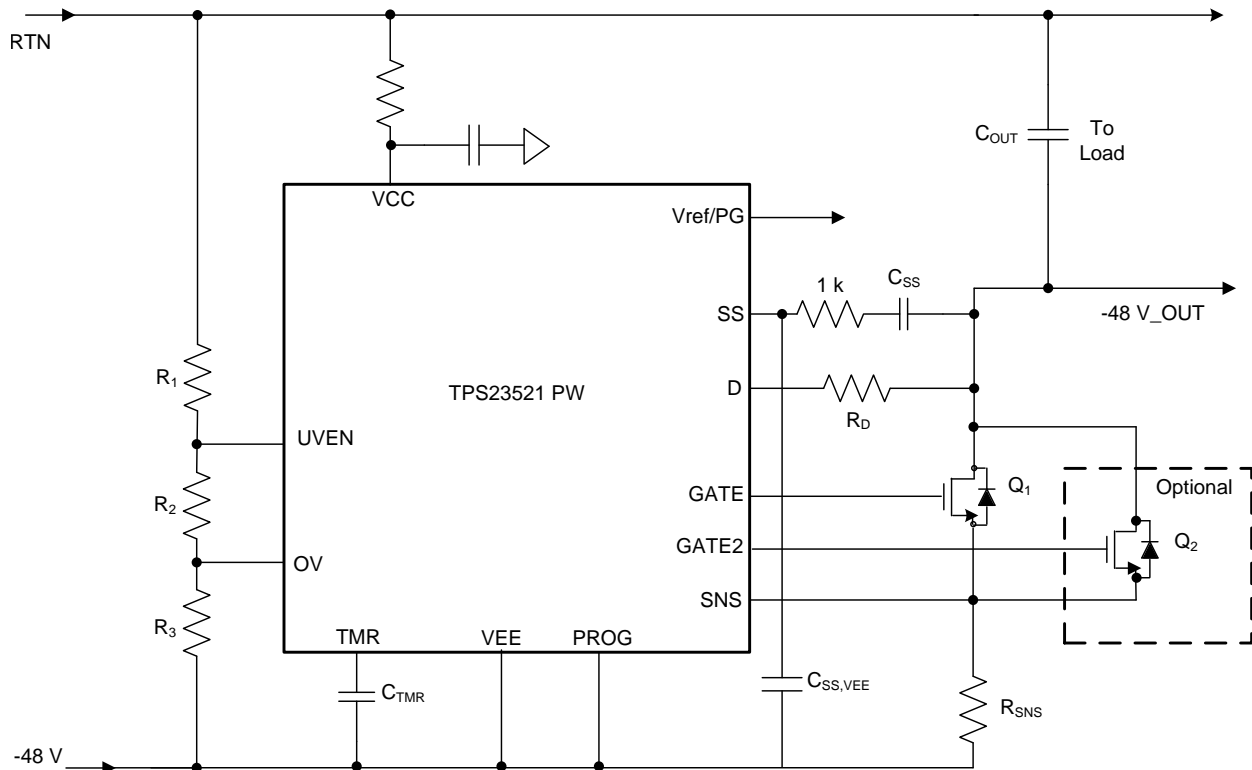 RTN
VCC
Vref/PG
COUT
To
Load
SS
1 k
CSS
-48 V_OUT
R1
TPS23521 PW
D
RD
UVEN
R2
GATE
Q1
Optional
GATE2
Q2
OV
SNS
R3
TMR
VEE
PROG
CTMR
CSS,VEE
RSNS
-48 V